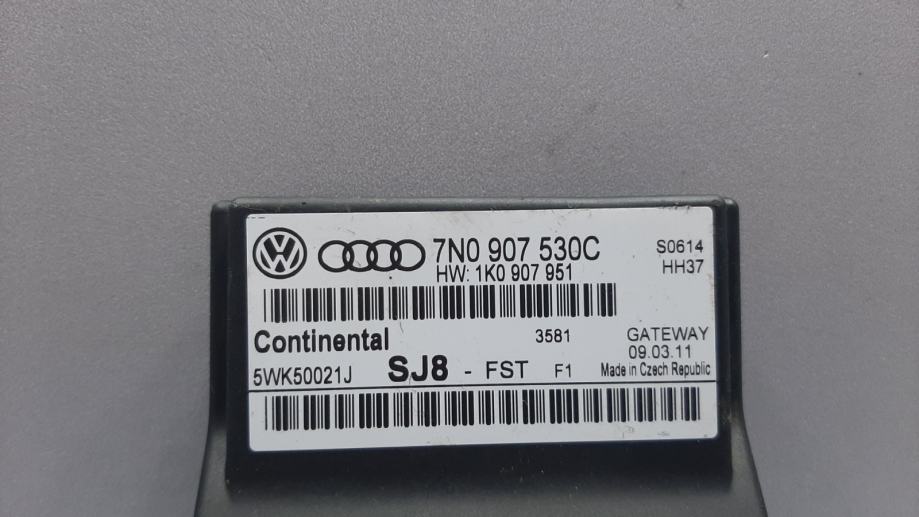 7N0 907 530C
HW: 1K0 907 951
S0614
HH37
Continental
3581
GATEWAY
09.03.11
5WK50021J
SJ8 - FST F1
Made in Czech Republic